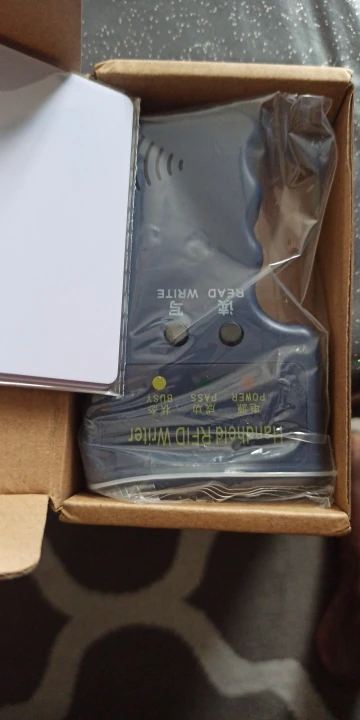 Handheld RFID Writer
电源 成功 状态
POWER PASS BUSY
读 写
READ WRITE